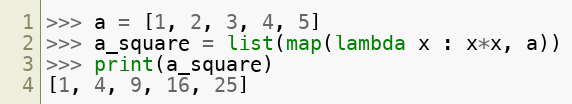 1 >>> a = [1, 2, 3, 4, 5]
2 >>> a_square = list(map(lambda x : x*x, a))
3 >>> print(a_square)
4 [1, 4, 9, 16, 25]